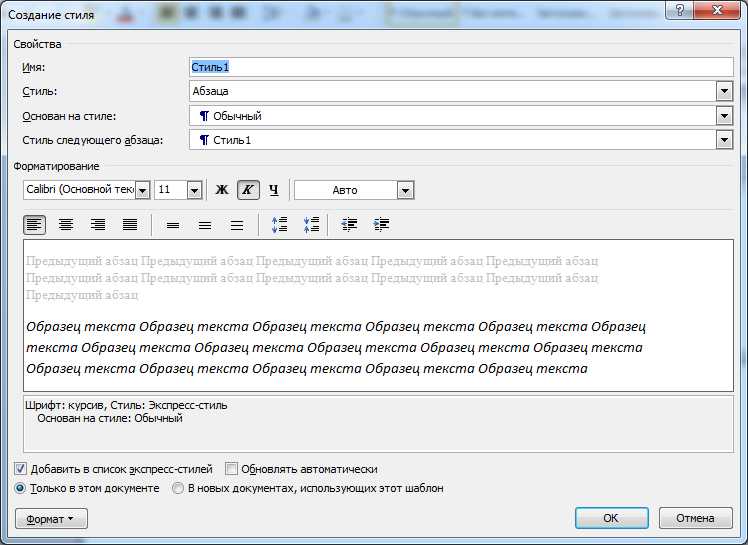 Создание стиля
Свойства
Имя: Стиль1
Стиль: Абзаца
Основан на стиле: ¶ Обычный
Стиль следующего абзаца: ¶ Стиль1
Форматирование
Calibri (Основной тек 11 Ж К Ч Авто
Предыдущий абзац Предыдущий абзац Предыдущий абзац Предыдущий абзац Предыдущий абзац
Предыдущий абзац Предыдущий абзац Предыдущий абзац Предыдущий абзац Предыдущий абзац
Предыдущий абзац
Образец текста Образец текста Образец текста Образец текста Образец текста Образец
текста Образец текста Образец текста Образец текста Образец текста Образец текста
Образец текста Образец текста Образец текста Образец текста Образец текста
Шрифт: курсив, Стиль: Экспресс-стиль
Основан на стиле: Обычный
Добавить в список экспресс-стилей Обновлять автоматически
Только в этом документе В новых документах, использующих этот шаблон
Формат ОК Отмена